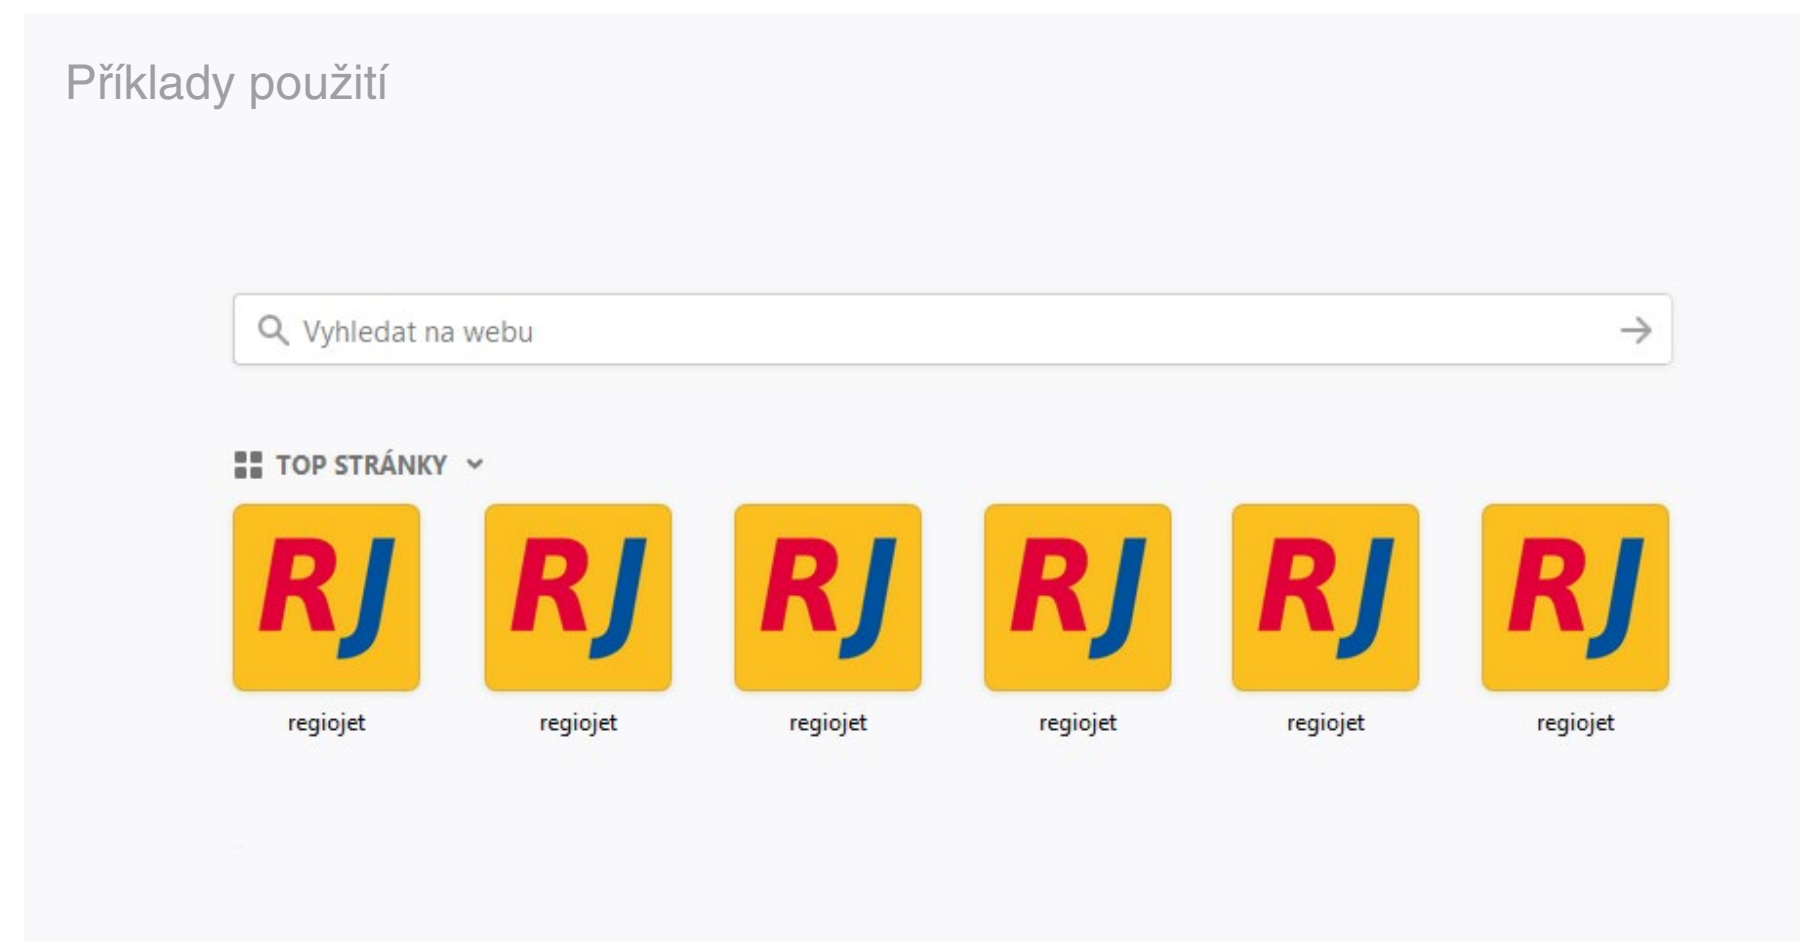 Příklady použití
Vyhledat na webu
TOP STRÁNKY
RJ RJ RJ RJ RJ RJ
regiojet regiojet regiojet regiojet regiojet regiojet